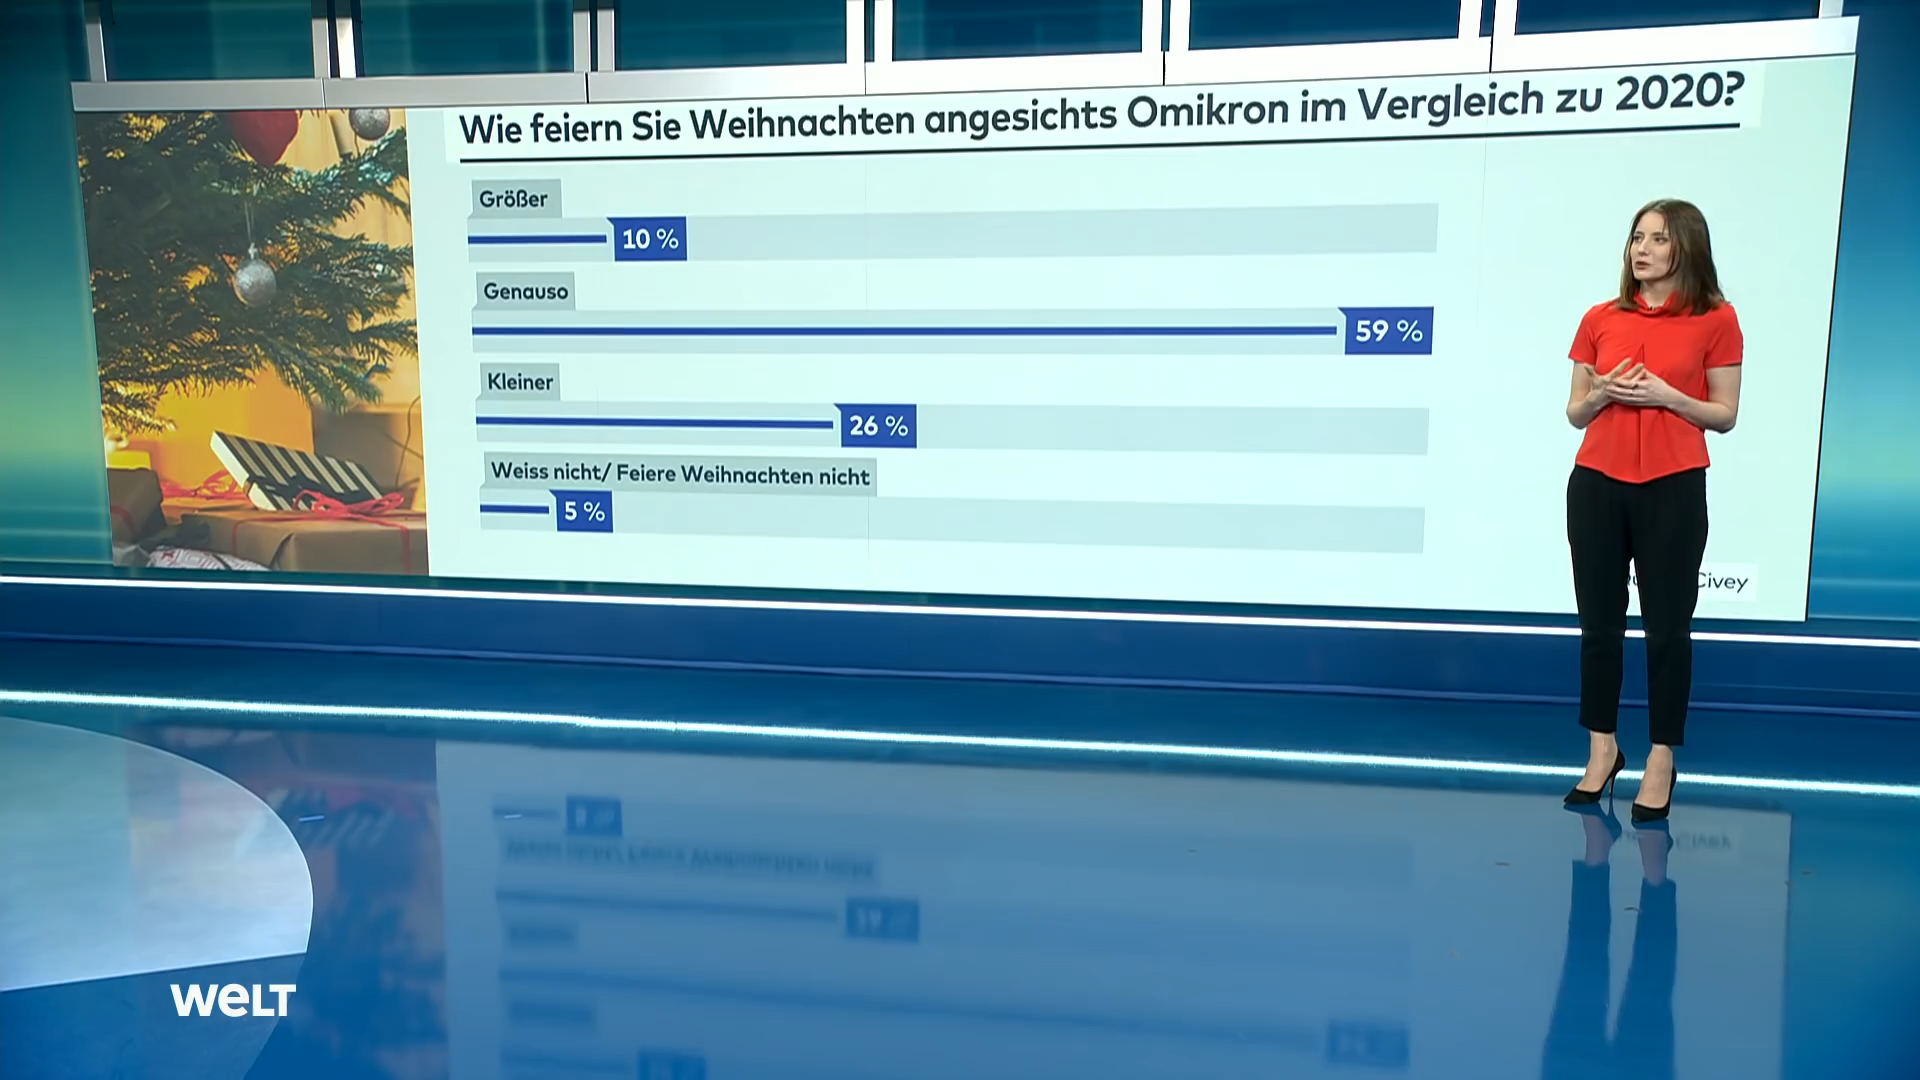 Wie feiern Sie Weihnachten angesichts Omikron im Vergleich zu 2020?
Größer
10 %
Genauso
59 %
Kleiner
26 %
Weiss nicht/ Feiere Weihnachten nicht
5 %
Civey
WELT